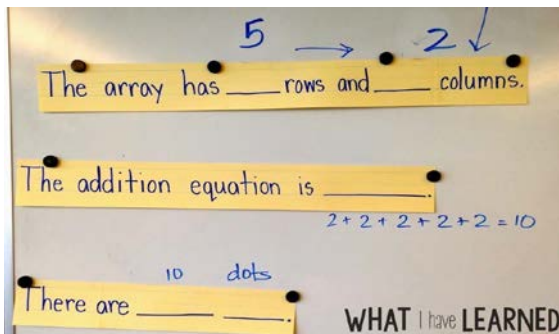 5 → 2 ↓
The array has ____ rows and ____ columns.
The addition equation is ________.
2 + 2 + 2 + 2 + 2 = 10
10 dots
There are ____ ____.
WHAT I have LEARNED